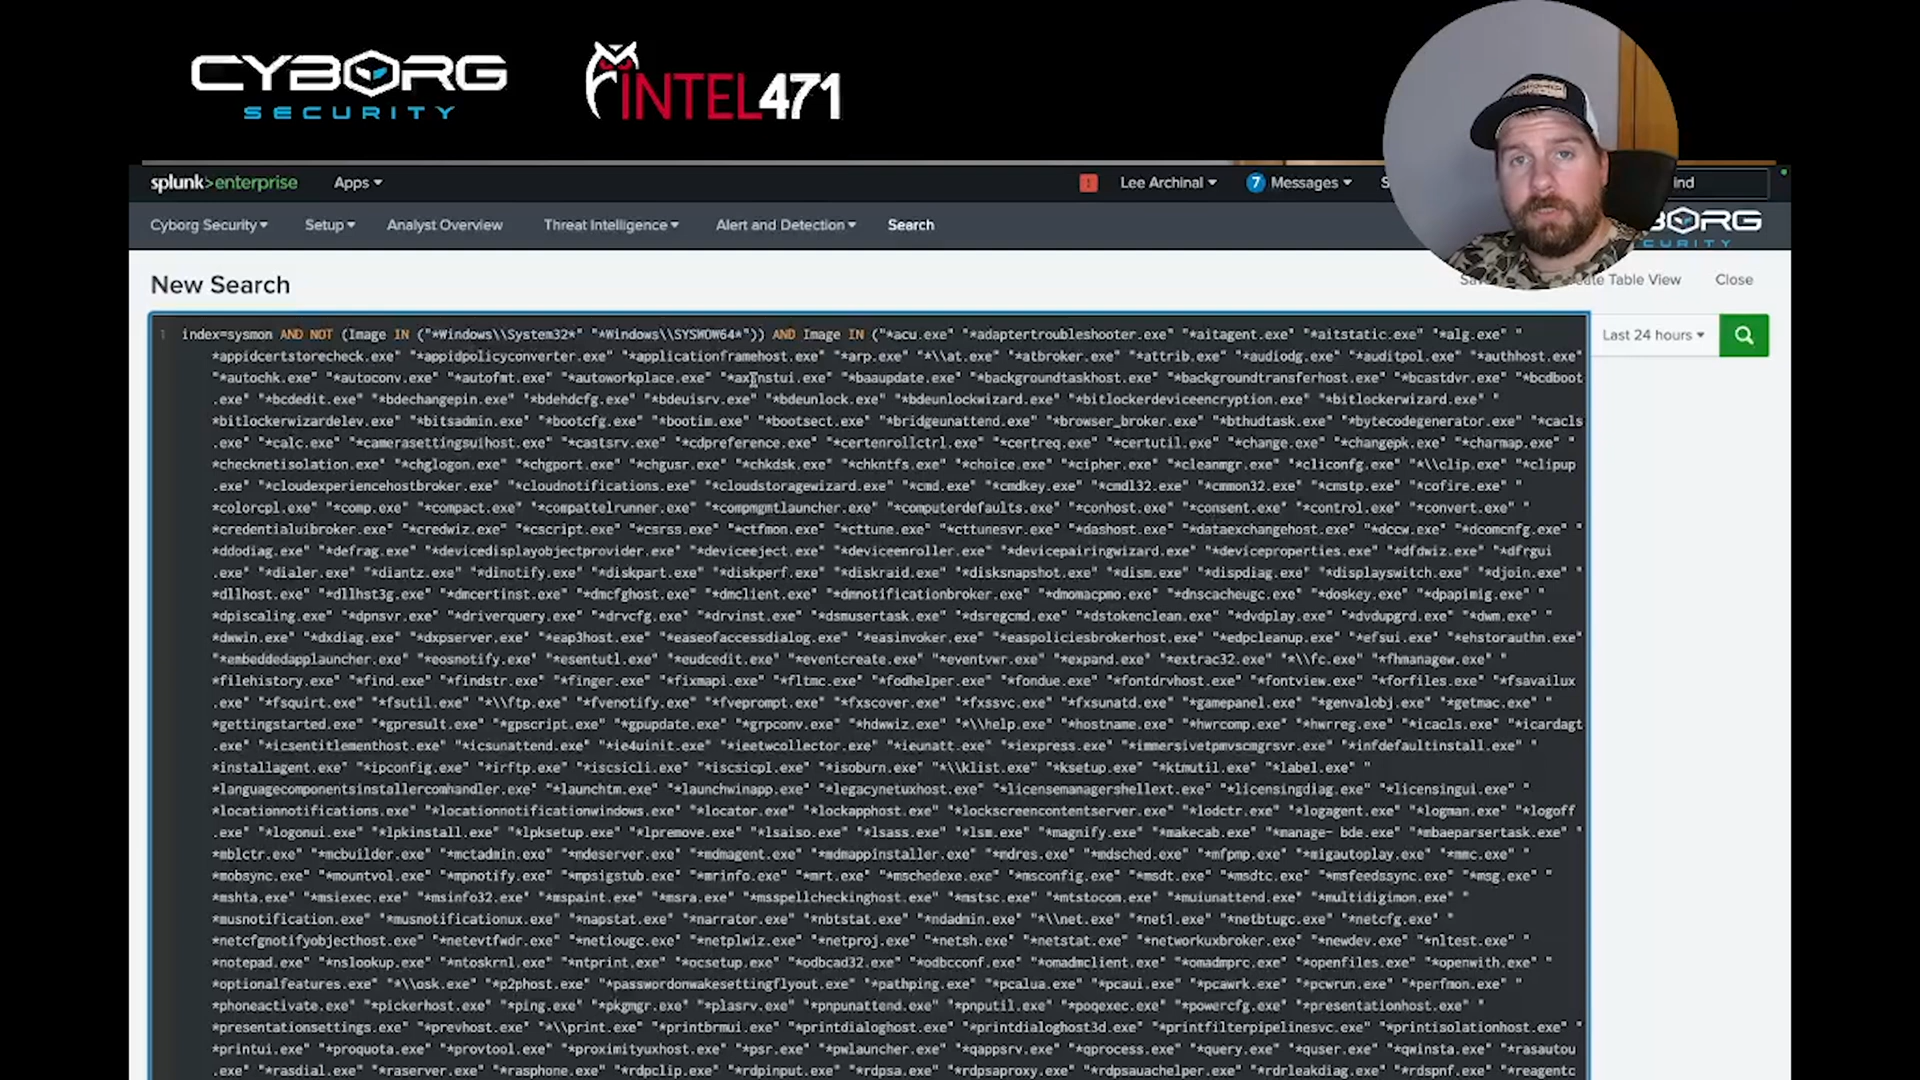 CYBORG
SECURITY
INTEL471
splunk>enterprise Apps Lee Archinal 7 Messages
Cyborg Security Setup Analyst Overview Threat Intelligence Alert and Detection Search
New Search
Create Table View Close
1 index=sysmon AND NOT (Image IN ("*Windows\\System32*" "*Windows\\SYSWOW64*")) AND Image IN ("*acu.exe" "*adaptertroubleshooter.exe" "*aitagent.exe" "*aitstatic.exe" "*alg.exe" "
*appidcertstorecheck.exe" "*appidpolicyconverter.exe" "*applicationframehost.exe" "*arp.exe" "*\\at.exe" "*atbroker.exe" "*attrib.exe" "*audiodg.exe" "*auditpol.exe" "*authhost.exe"
"*autochk.exe" "*autoconv.exe" "*autofmt.exe" "*autoworkplace.exe" "*axinstui.exe" "*baaupdate.exe" "*backgroundtaskhost.exe" "*backgroundtransferhost.exe" "*bcastdvr.exe" "*bcdboot
.exe" "*bcdedit.exe" "*bdechangepin.exe" "*bdehdcfg.exe" "*bdeuisrv.exe" "*bdeunlock.exe" "*bdeunlockwizard.exe" "*bitlockerdeviceencryption.exe" "*bitlockerwizard.exe" "
*bitlockerwizardelev.exe" "*bitsadmin.exe" "*bootcfg.exe" "*bootim.exe" "*bootsect.exe" "*bridgeunattend.exe" "*browser_broker.exe" "*bthudtask.exe" "*bytecodegenerator.exe" "*cacls
.exe" "*calc.exe" "*camerasettingsuihost.exe" "*castsrv.exe" "*cdpreference.exe" "*certenrollctrl.exe" "*certreq.exe" "*certutil.exe" "*change.exe" "*changepk.exe" "*charmap.exe" "
*checknetisolation.exe" "*chglogon.exe" "*chgport.exe" "*chgusr.exe" "*chkdsk.exe" "*chkntfs.exe" "*choice.exe" "*cipher.exe" "*cleanmgr.exe" "*cliconfg.exe" "*\\clip.exe" "*clipup
.exe" "*cloudexperiencehostbroker.exe" "*cloudnotifications.exe" "*cloudstoragewizard.exe" "*cmd.exe" "*cmdkey.exe" "*cmdl32.exe" "*cmmon32.exe" "*cmstp.exe" "*cofire.exe" "
*colorcpl.exe" "*comp.exe" "*compact.exe" "*compattelrunner.exe" "*compmgmtlauncher.exe" "*computerdefaults.exe" "*conhost.exe" "*consent.exe" "*control.exe" "*convert.exe" "
*credentialuibroker.exe" "*credwiz.exe" "*cscript.exe" "*csrss.exe" "*ctfmon.exe" "*cttune.exe" "*cttunesvr.exe" "*dashost.exe" "*dataexchangehost.exe" "*dccw.exe" "*dcomcnfg.exe" "
*ddodiag.exe" "*defrag.exe" "*devicedisplayobjectprovider.exe" "*deviceeject.exe" "*deviceenroller.exe" "*devicepairingwizard.exe" "*deviceproperties.exe" "*dfdwiz.exe" "*dfrgui
.exe" "*dialer.exe" "*diantz.exe" "*dinotify.exe" "*diskpart.exe" "*diskperf.exe" "*diskraid.exe" "*disksnapshot.exe" "*dism.exe" "*dispdiag.exe" "*displayswitch.exe" "*djoin.exe" "
*dllhost.exe" "*dllhst3g.exe" "*dmcertinst.exe" "*dmcfghost.exe" "*dmclient.exe" "*dmnotificationbroker.exe" "*dmomacpmo.exe" "*dnscacheugc.exe" "*doskey.exe" "*dpapimig.exe" "
*dpiscaling.exe" "*dpnsvr.exe" "*driverquery.exe" "*drvcfg.exe" "*drvinst.exe" "*dsmusertask.exe" "*dsregcmd.exe" "*dstokenclean.exe" "*dvdplay.exe" "*dvdupgrd.exe" "*dwm.exe" "
*dwwin.exe" "*dxdiag.exe" "*dxpserver.exe" "*eap3host.exe" "*easeofaccessdialog.exe" "*easinvoker.exe" "*easpoliciesbrokerhost.exe" "*edpcleanup.exe" "*efsui.exe" "*ehstorauthn.exe"
"*embeddedapplauncher.exe" "*eosnotify.exe" "*esentutl.exe" "*eudcedit.exe" "*eventcreate.exe" "*eventvwr.exe" "*expand.exe" "*extrac32.exe" "*\\fc.exe" "*fhmanagew.exe" "
*filehistory.exe" "*find.exe" "*findstr.exe" "*finger.exe" "*fixmapi.exe" "*fltmc.exe" "*fodhelper.exe" "*fondue.exe" "*fontdrvhost.exe" "*fontview.exe" "*forfiles.exe" "*fsavailux
.exe" "*fsquirt.exe" "*fsutil.exe" "*\\ftp.exe" "*fvenotify.exe" "*fveprompt.exe" "*fxscover.exe" "*fxssvc.exe" "*fxsunatd.exe" "*gamepanel.exe" "*genvalobj.exe" "*getmac.exe" "
*gettingstarted.exe" "*gpresult.exe" "*gpscript.exe" "*gpupdate.exe" "*grpconv.exe" "*hdwwiz.exe" "*\\help.exe" "*hostname.exe" "*hwrcomp.exe" "*hwrreg.exe" "*icacls.exe" "*icardagt
.exe" "*icsentitlementhost.exe" "*icsunattend.exe" "*ie4uinit.exe" "*ieetwcollector.exe" "*ieunatt.exe" "*iexpress.exe" "*immersivetpmvscmgrsvr.exe" "*infdefaultinstall.exe" "
*installagent.exe" "*ipconfig.exe" "*irftp.exe" "*iscsicli.exe" "*iscsicpl.exe" "*isoburn.exe" "*\\klist.exe" "*ksetup.exe" "*ktmutil.exe" "*label.exe" "
*languagecomponentsinstallercomhandler.exe" "*launchtm.exe" "*launchwinapp.exe" "*legacynetuxhost.exe" "*licensemanagershellext.exe" "*licensingdiag.exe" "*licensingui.exe" "
*locationnotifications.exe" "*locationnotificationwindows.exe" "*locator.exe" "*lockapphost.exe" "*lockscreencontentserver.exe" "*lodctr.exe" "*logagent.exe" "*logman.exe" "*logoff
.exe" "*logonui.exe" "*lpkinstall.exe" "*lpksetup.exe" "*lpremove.exe" "*lsaiso.exe" "*lsass.exe" "*lsm.exe" "*magnify.exe" "*makecab.exe" "*manage- bde.exe" "*mbaeparsertask.exe" "
*mblctr.exe" "*mcbuilder.exe" "*mctadmin.exe" "*mdeserver.exe" "*mdmagent.exe" "*mdmappinstaller.exe" "*mdres.exe" "*mdsched.exe" "*mfpmp.exe" "*migautoplay.exe" "*mmc.exe" "
*mobsync.exe" "*mountvol.exe" "*mpnotify.exe" "*mpsigstub.exe" "*mrinfo.exe" "*mrt.exe" "*mschedexe.exe" "*msconfig.exe" "*msdt.exe" "*msdtc.exe" "*msfeedssync.exe" "*msg.exe" "
*mshta.exe" "*msiexec.exe" "*msinfo32.exe" "*mspaint.exe" "*msra.exe" "*msspellcheckinghost.exe" "*mstsc.exe" "*mtstocom.exe" "*muiunattend.exe" "*multidigimon.exe" "
*musnotification.exe" "*musnotificationux.exe" "*napstat.exe" "*narrator.exe" "*nbtstat.exe" "*ndadmin.exe" "*\\net.exe" "*net1.exe" "*netbtugc.exe" "*netcfg.exe" "
*netcfgnotifyobjecthost.exe" "*netevtfwdr.exe" "*netiougc.exe" "*netplwiz.exe" "*netproj.exe" "*netsh.exe" "*netstat.exe" "*networkuxbroker.exe" "*newdev.exe" "*nltest.exe" "
*notepad.exe" "*nslookup.exe" "*ntoskrnl.exe" "*ntprint.exe" "*ocsetup.exe" "*odbcad32.exe" "*odbcconf.exe" "*omadmclient.exe" "*omadmprc.exe" "*openfiles.exe" "*openwith.exe" "
*optionalfeatures.exe" "*\\osk.exe" "*p2phost.exe" "*passwordonwakesettingflyout.exe" "*pathping.exe" "*pcalua.exe" "*pcaui.exe" "*pcawrk.exe" "*pcwrun.exe" "*perfmon.exe" "
*phoneactivate.exe" "*pickerhost.exe" "*ping.exe" "*pkgmgr.exe" "*plasrv.exe" "*pnpunattend.exe" "*pnputil.exe" "*poqexec.exe" "*powercfg.exe" "*presentationhost.exe" "
*presentationsettings.exe" "*prevhost.exe" "*\\print.exe" "*printbrmui.exe" "*printdialoghost.exe" "*printdialoghost3d.exe" "*printfilterpipelinesvc.exe" "*printisolationhost.exe" "
*printui.exe" "*proquota.exe" "*provtool.exe" "*proximityuxhost.exe" "*psr.exe" "*pwlauncher.exe" "*qappsrv.exe" "*qprocess.exe" "*query.exe" "*quser.exe" "*qwinsta.exe" "*rasautou
.exe" "*rasdial.exe" "*raserver.exe" "*rasphone.exe" "*rdpclip.exe" "*rdpinput.exe" "*rdpsa.exe" "*rdpsaproxy.exe" "*rdpsauachelper.exe" "*rdrleakdiag.exe" "*rdspnf.exe" "*reagentc
Last 24 hours